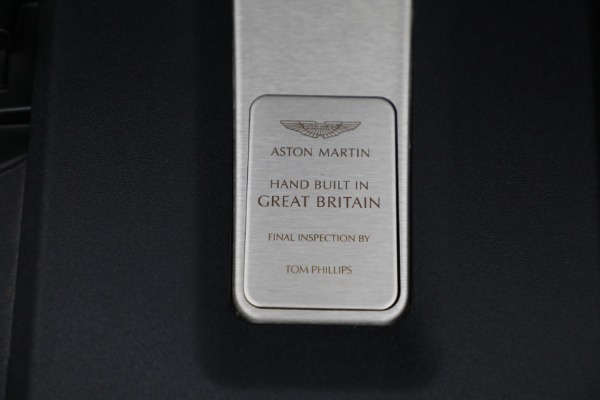 ASTON MARTIN
HAND BUILT IN
GREAT BRITAIN
FINAL INSPECTION BY
TOM PHILLIPS